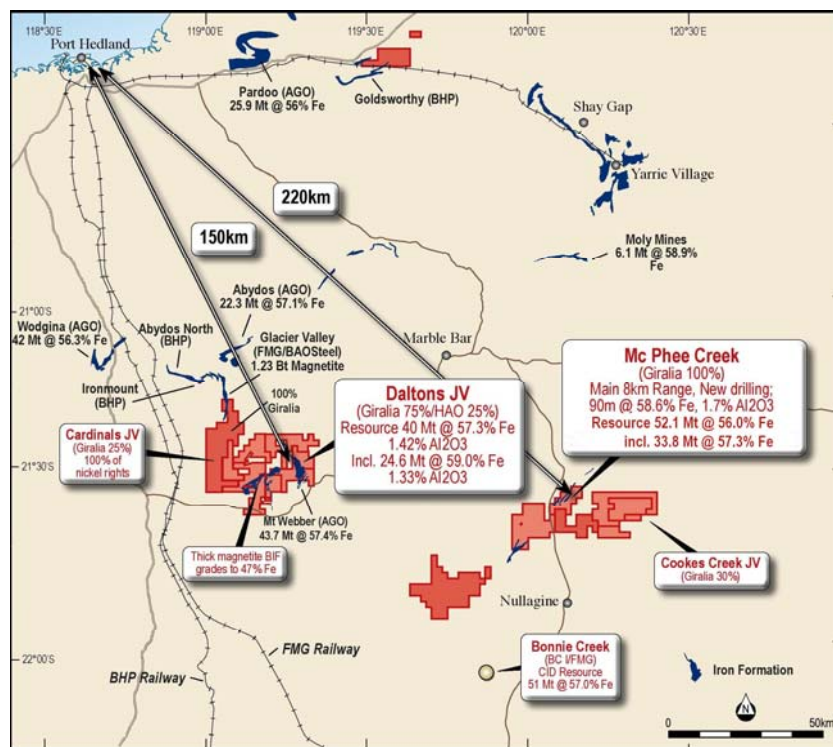 118°30'E
119°00'E
120°00'E
120°30'E
Port Hedland
Pardoo (AGO)
25.9 Mt @ 56% Fe
Goldsworthy (BHP)
Shay Gap
Yarrie Village
220km
150km
Moly Mines
6.1 Mt @ 58.9%
Fe
Abydos (AGO)
22.3 Mt @ 57.1% Fe
21°00'S
Wodgina (AGO)
42 Mt @ 56.3% Fe
Abydos North
(BHP)
Glacier Valley
(FMG/BAOSteel)
1.23 Bt Magnetite
Marble Bar
Ironmount
(BHP)
100%
Giralia
Mc Phee Creek
(Giralia 100%)
Main 8km Range, New drilling;
90m @ 58.6% Fe, 1.7% Al2O3
Resource 52.1 Mt @ 56.0% Fe
incl. 33.8 Mt @ 57.3% Fe
Daltons JV
(Giralia 75%/HAO 25%)
Resource 40 Mt @ 57.3% Fe
1.42% Al2O3
Incl. 24.6 Mt @ 59.0% Fe
1.33% Al2O3
Cardinals JV
(Giralia 25%)
100% of
nickel rights
21°30'S
Mt Webber (AGO)
43.7 Mt @ 57.4% Fe
Thick magnetite BIF
grades to 47% Fe
Cookes Creek JV
(Giralia 30%)
Nullagine
Bonnie Creek
(BC I/FMG)
CID Resource
51 Mt @ 57.0% Fe
22°00'S
FMG Railway
BHP Railway
Iron Formation
N
0
50km